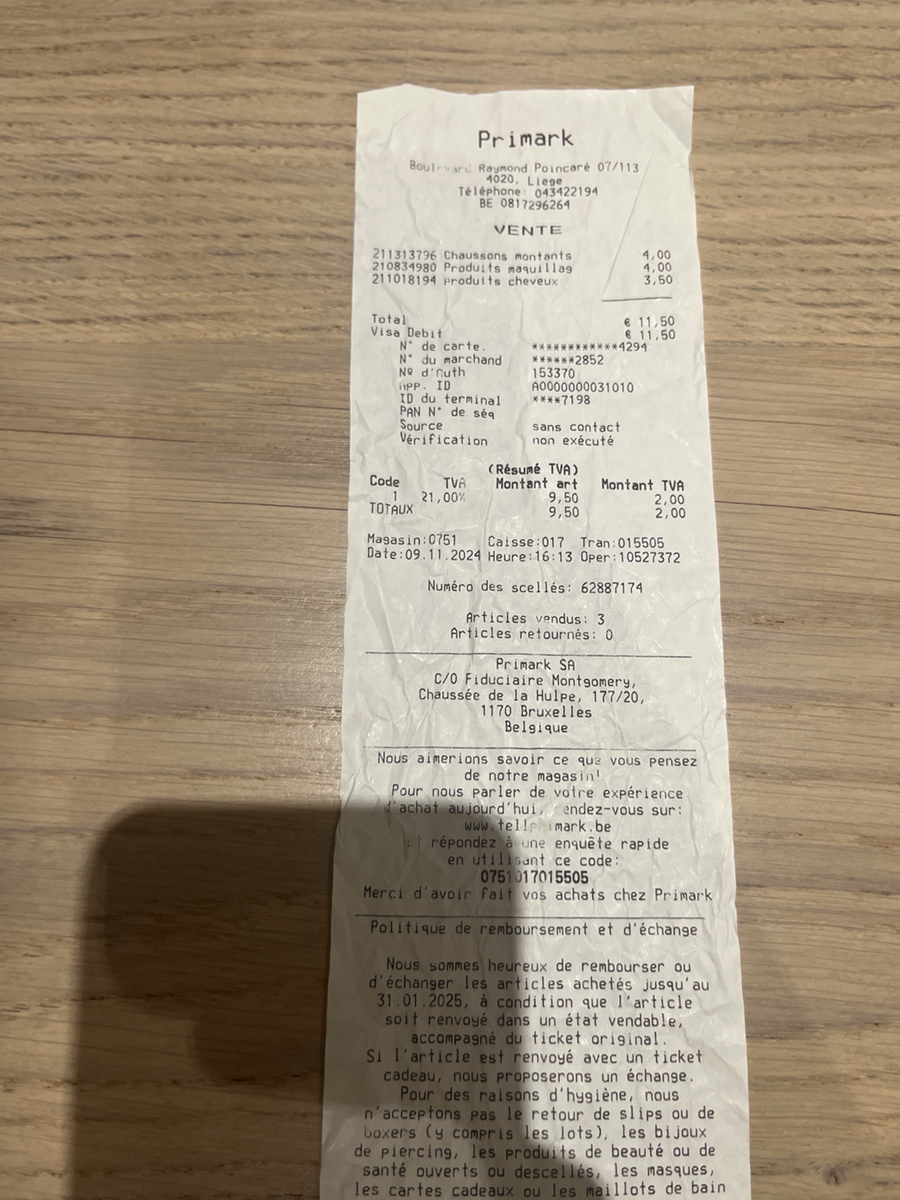 Primark
Boulevard Raymond Poincaré 07/113
4020, Liege
Téléphone: 043422194
BE 0817296264
VENTE
211313796 Chaussons montants 4,00
210834980 Produits maquillag 4,00
211018194 produits cheveux 3,50
Total € 11,50
Visa Debit € 11,50
N° de carte. ************4294
N° du marchand ******2852
Nº d'Auth 153370
APP. ID A0000000031010
ID du terminal ****7198
PAN N° de séq
Source sans contact
Vérification non exécuté
(Résumé TVA)
Code TVA Montant art Montant TVA
1 21,00% 9,50 2,00
TOTAUX 9,50 2,00
Magasin:0751 Caisse:017 Tran:015505
Date:09.11.2024 Heure:16:13 Oper:10527372
Numéro des scellés: 62887174
Articles vendus: 3
Articles retournés: 0
Primark SA
C/O Fiduciaire Montgomery,
Chaussée de la Hulpe, 177/20,
1170 Bruxelles
Belgique
Nous aimerions savoir ce que vous pensez
de notre magasin!
Pour nous parler de votre expérience
d'achat aujourd'hui, rendez-vous sur:
www.tellprimark.be
et répondez à une enquête rapide
en utilisant ce code:
0751017015505
Merci d'avoir fait vos achats chez Primark
Politique de remboursement et d'échange
Nous sommes heureux de rembourser ou
d'échanger les articles achetés jusqu'au
31.01.2025, à condition que l'article
soit renvoyé dans un état vendable,
accompagné du ticket original.
Si l'article est renvoyé avec un ticket
cadeau, nous proposerons un échange.
Pour des raisons d'hygiène, nous
n'acceptons pas le retour de slips ou de
boxers (y compris les lots), les bijoux
de piercing, les produits de beauté ou de
santé ouverts ou descellés, les masques,
les cartes cadeaux ou les maillots de bain